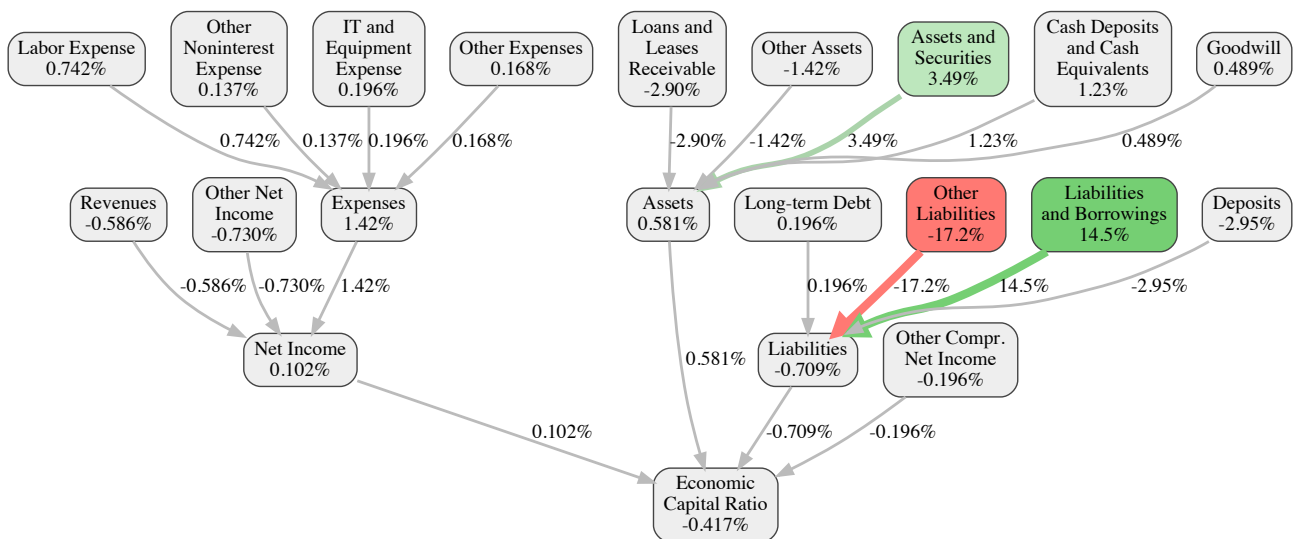 Labor Expense
0.742%
Other
Noninterest
Expense
0.137%
IT and
Equipment
Expense
0.196%
Other Expenses
0.168%
Loans and
Leases
Receivable
-2.90%
Other Assets
-1.42%
Assets and
Securities
3.49%
Cash Deposits
and Cash
Equivalents
1.23%
Goodwill
0.489%
0.742%
0.137%
0.196%
0.168%
-2.90%
-1.42%
3.49%
1.23%
0.489%
Revenues
-0.586%
Other Net
Income
-0.730%
Expenses
1.42%
Assets
0.581%
Long-term Debt
0.196%
Other
Liabilities
-17.2%
Liabilities
and Borrowings
14.5%
Deposits
-2.95%
-0.586%
-0.730%
1.42%
0.196%
-17.2%
14.5%
-2.95%
Net Income
0.102%
0.581%
Liabilities
-0.709%
Other Compr.
Net Income
-0.196%
0.102%
-0.709%
-0.196%
Economic
Capital Ratio
-0.417%